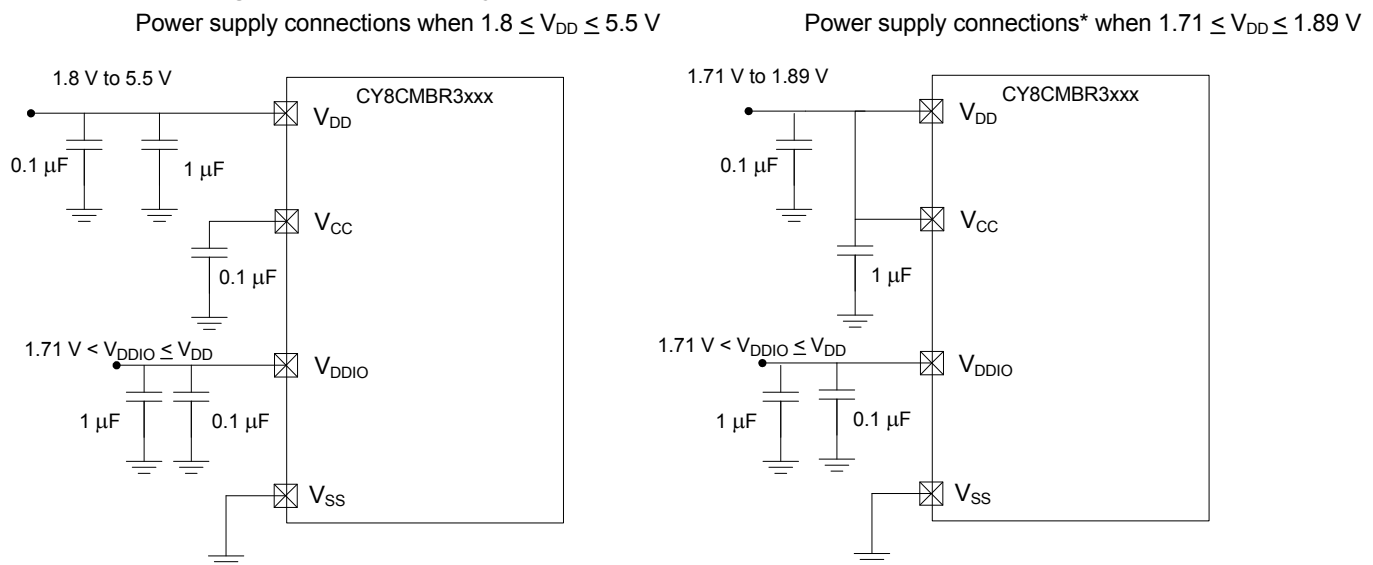 Power supply connections when 1.8 ≤ VDD ≤ 5.5 V
1.8 V to 5.5 V
CY8CMBR3xxx
VDD
0.1 μF
1 μF
VCC
0.1 μF
1.71 V < VDDIO ≤ VDD
VDDIO
1 μF
0.1 μF
VSS
Power supply connections* when 1.71 ≤ VDD ≤ 1.89 V
1.71 V to 1.89 V
CY8CMBR3xxx
VDD
0.1 μF
VCC
1 μF
1.71 V < VDDIO ≤ VDD
VDDIO
1 μF
0.1 μF
VSS